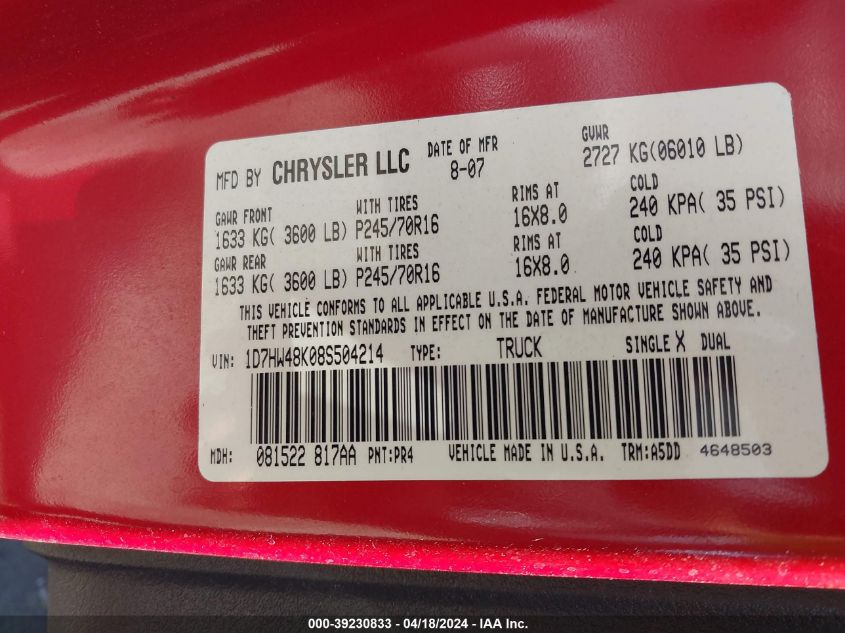 MFD BY CHRYSLER LLC DATE OF MFR 8-07 GVWR 2727 KG(06010 LB)
GAWR FRONT WITH TIRES RIMS AT COLD
1633 KG( 3600 LB) P245/70R16 16X8.0 240 KPA( 35 PSI)
GAWR REAR WITH TIRES RIMS AT COLD
1633 KG( 3600 LB) P245/70R16 16X8.0 240 KPA( 35 PSI)
THIS VEHICLE CONFORMS TO ALL APPLICABLE U.S.A. FEDERAL MOTOR VEHICLE SAFETY AND
THEFT PREVENTION STANDARDS IN EFFECT ON THE DATE OF MANUFACTURE SHOWN ABOVE.
VIN: 1D7HW48K08S504214 TYPE: TRUCK SINGLE X DUAL
MDH: 081522 817AA PNT:PR4 VEHICLE MADE IN U.S.A. TRM:A5DD 4648503
000-39230833 - 04/18/2024 - IAA Inc.